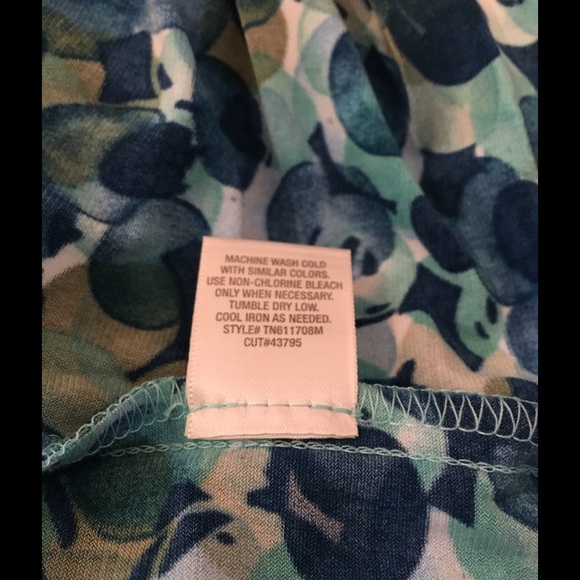 MACHINE WASH COLD
WITH SIMILAR COLORS.
USE NON-CHLORINE BLEACH
ONLY WHEN NECESSARY.
TUMBLE DRY LOW.
COOL IRON AS NEEDED.
STYLE# TN611708M
CUT#43795